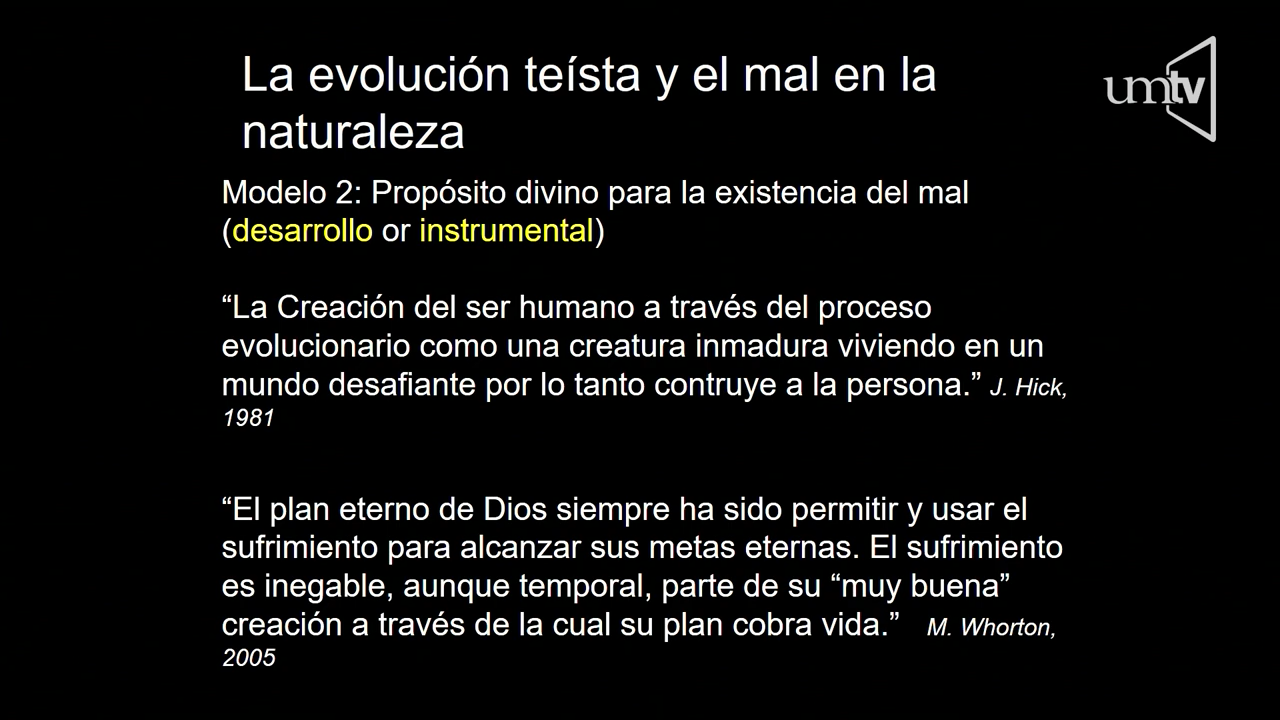 La evolución teísta y el mal en la
naturaleza
umtv
Modelo 2: Propósito divino para la existencia del mal
(desarrollo or instrumental)
“La Creación del ser humano a través del proceso
evolucionario como una creatura inmadura viviendo en un
mundo desafiante por lo tanto contruye a la persona.” J. Hick,
1981
“El plan eterno de Dios siempre ha sido permitir y usar el
sufrimiento para alcanzar sus metas eternas. El sufrimiento
es inegable, aunque temporal, parte de su “muy buena”
creación a través de la cual su plan cobra vida.” M. Whorton,
2005